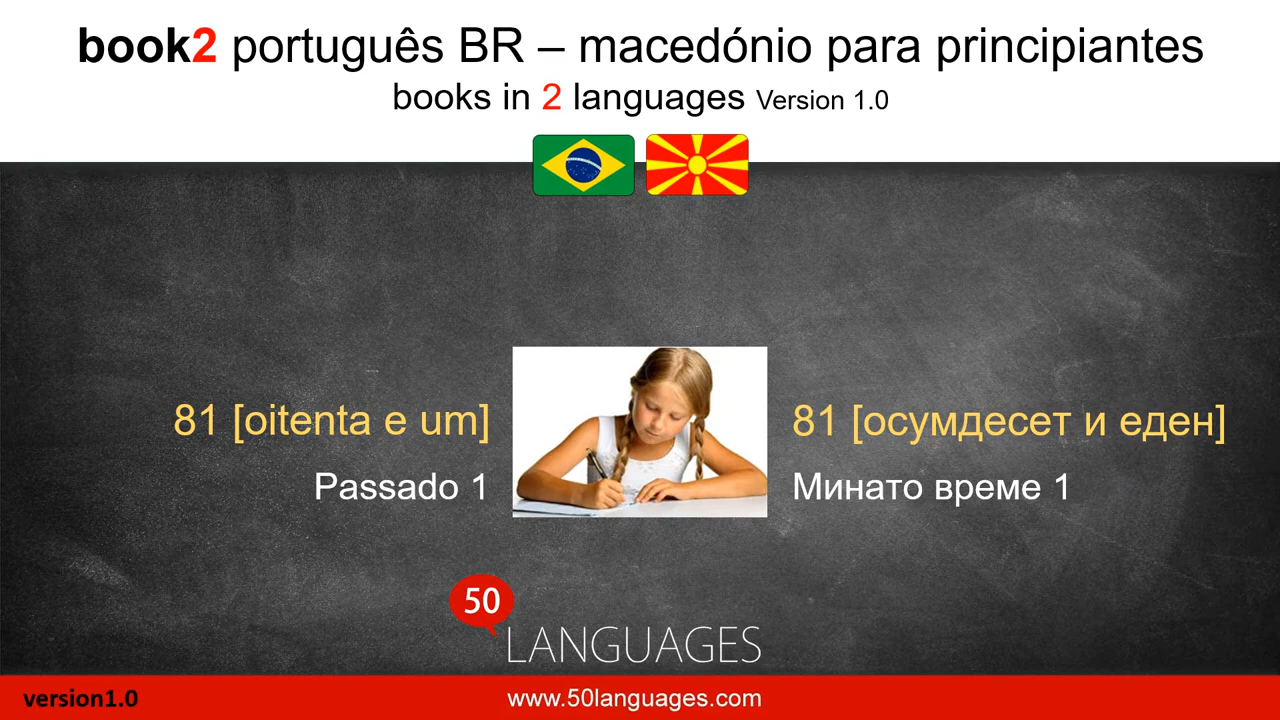 book2 português BR – macedónio para principiantes
books in 2 languages Version 1.0
81 [oitenta e um]
Passado 1
81 [осумдесет и еден]
Минато време 1
50
LANGUAGES
version1.0
www.50languages.com